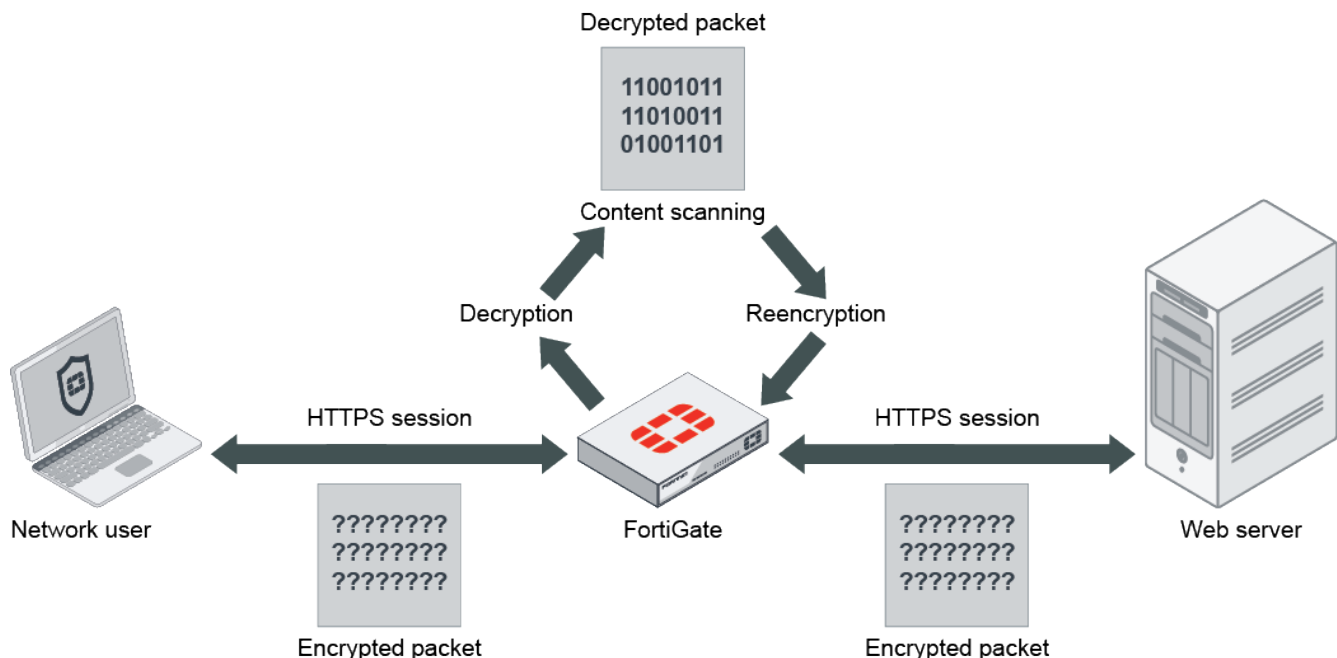 Decrypted packet
11001011
11010011
01001101
Content scanning
Decryption
Reencryption
HTTPS session
HTTPS session
Network user
????????
????????
????????
Encrypted packet
FortiGate
????????
????????
????????
Encrypted packet
Web server